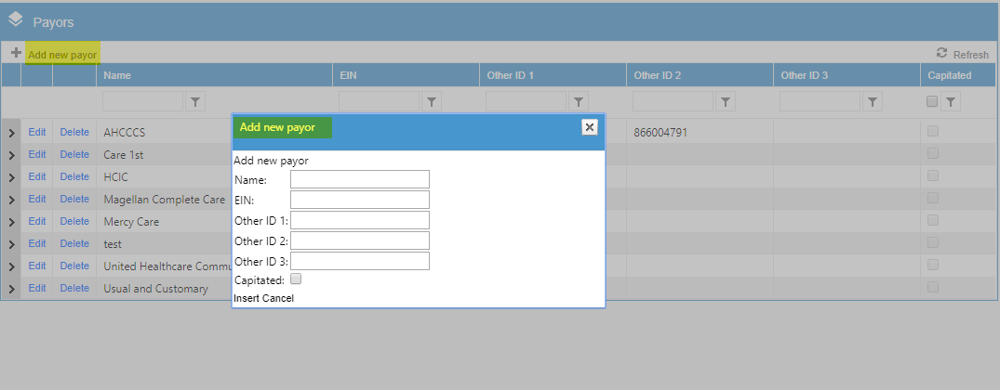 Payors
Add new payor
Refresh
Name EIN Other ID 1 Other ID 2 Other ID 3 Capitated
Edit Delete AHCCCS 866004791
Edit Delete Care 1st
Edit Delete HCIC
Edit Delete Magellan Complete Care
Edit Delete Mercy Care
Edit Delete test
Edit Delete United Healthcare Commu
Edit Delete Usual and Customary
Add new payor
Add new payor
Name:
EIN:
Other ID 1:
Other ID 2:
Other ID 3:
Capitated:
Insert Cancel